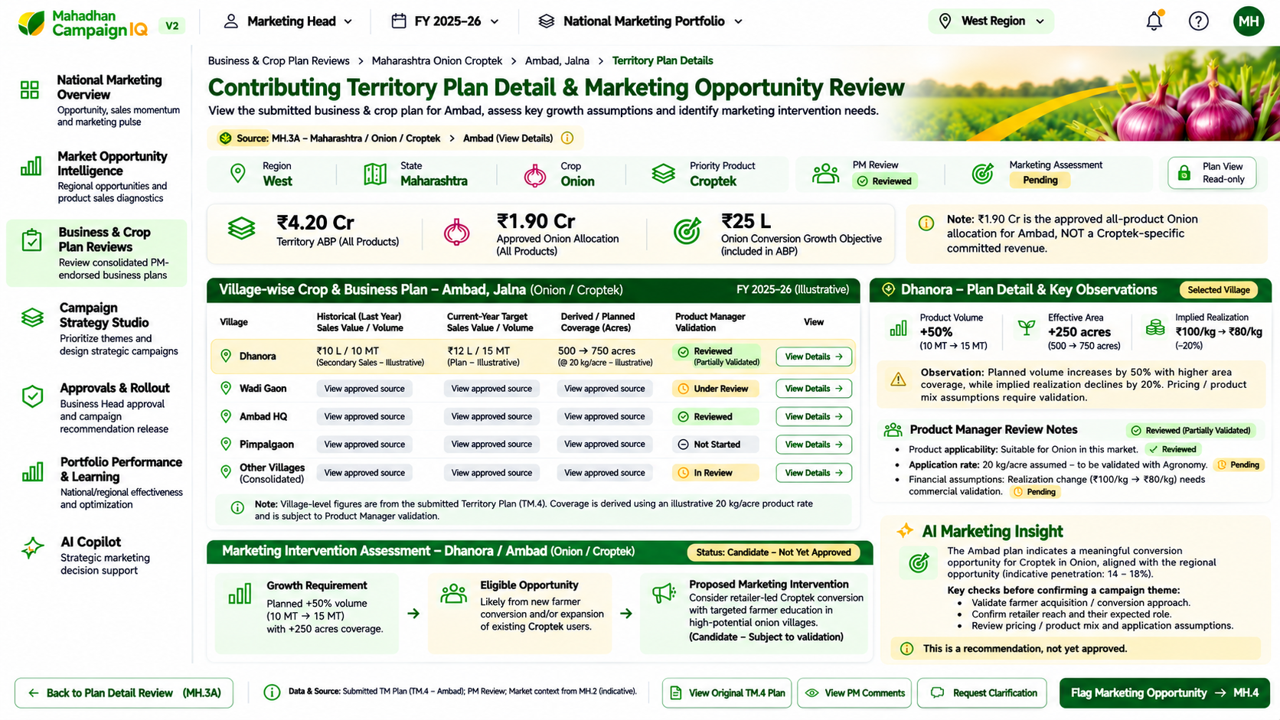 Mahadhan
CampaignIQ V2
Marketing Head
FY 2025–26
National Marketing Portfolio
West Region
MH
National Marketing
Overview
Opportunity, sales momentum
and marketing pulse
Market Opportunity
Intelligence
Regional opportunities and
product sales diagnostics
Business & Crop
Plan Reviews
Review consolidated PM-
endorsed business plans
Campaign
Strategy Studio
Prioritize themes and
design strategic campaigns
Approvals & Rollout
Business Head approval
and campaign
recommendation release
Portfolio Performance
& Learning
National/regional effectiveness
and optimization
AI Copilot
Strategic marketing
decision support
Business & Crop Plan Reviews > Maharashtra Onion Croptek > Ambad, Jalna > Territory Plan Details
Contributing Territory Plan Detail & Marketing Opportunity Review
View the submitted business & crop plan for Ambad, assess key growth assumptions and identify marketing intervention needs.
Source: MH.3A – Maharashtra / Onion / Croptek > Ambad (View Details)
Region
West
State
Maharashtra
Crop
Onion
Priority Product
Croptek
PM Review
Reviewed
Marketing Assessment
Pending
Plan View
Read-only
₹4.20 Cr
Territory ABP (All Products)
₹1.90 Cr
Approved Onion Allocation
(All Products)
₹25 L
Onion Conversion Growth Objective
(included in ABP)
Note: ₹1.90 Cr is the approved all-product Onion
allocation for Ambad, NOT a Croptek-specific
committed revenue.
Village-wise Crop & Business Plan – Ambad, Jalna (Onion / Croptek)
FY 2025–26 (Illustrative)
Village
Historical (Last Year)
Sales Value / Volume
Current-Year Target
Sales Value / Volume
Derived / Planned
Coverage (Acres)
Product Manager
Validation
View
Dhanora
₹10 L / 10 MT
(Secondary Sales – Illustrative)
₹12 L / 15 MT
(Plan – Illustrative)
500 → 750 acres
(@ 20 kg/acre – illustrative)
Reviewed
(Partially Validated)
View Details →
Wadi Gaon View approved source View approved source View approved source Under Review View Details →
Ambad HQ View approved source View approved source View approved source Reviewed View Details →
Pimpalgaon View approved source View approved source View approved source Not Started View Details →
Other Villages
(Consolidated)
View approved source View approved source View approved source In Review View Details →
Note: Village-level figures are from the submitted Territory Plan (TM.4). Coverage is derived using an illustrative 20 kg/acre product rate
and is subject to Product Manager validation.
Dhanora – Plan Detail & Key Observations
Selected Village
Product Volume
+50%
(10 MT → 15 MT)
Effective Area
+250 acres
(500 → 750 acres)
Implied Realization
₹100/kg → ₹80/kg
(–20%)
Observation: Planned volume increases by 50% with higher area
coverage, while implied realization declines by 20%. Pricing / product
mix assumptions require validation.
Product Manager Review Notes
Reviewed (Partially Validated)
• Product applicability: Suitable for Onion in this market. Reviewed
• Application rate: 20 kg/acre assumed – to be validated with Agronomy. Pending
• Financial assumptions: Realization change (₹100/kg → ₹80/kg) needs
commercial validation. Pending
Marketing Intervention Assessment – Dhanora / Ambad (Onion / Croptek)
Status: Candidate – Not Yet Approved
Growth Requirement
Planned +50% volume
(10 MT → 15 MT)
with +250 acres coverage.
→
Eligible Opportunity
Likely from new farmer
conversion and/or expansion
of existing Croptek users.
→
Proposed Marketing Intervention
Consider retailer-led Croptek conversion
with targeted farmer education in
high-potential onion villages.
(Candidate – Subject to validation)
AI Marketing Insight
The Ambad plan indicates a meaningful conversion
opportunity for Croptek in Onion, aligned with the regional
opportunity (indicative penetration: 14 – 18%).
Key checks before confirming a campaign theme:
• Validate farmer acquisition / conversion approach.
• Confirm retailer reach and their expected role.
• Review pricing / product mix and application assumptions.
This is a recommendation, not yet approved.
← Back to Plan Detail Review (MH.3A)
Data & Source: Submitted TM Plan (TM.4 – Ambad); PM Review; Market context from MH.2 (indicative).
View Original TM.4 Plan
View PM Comments
Request Clarification
Flag Marketing Opportunity → MH.4